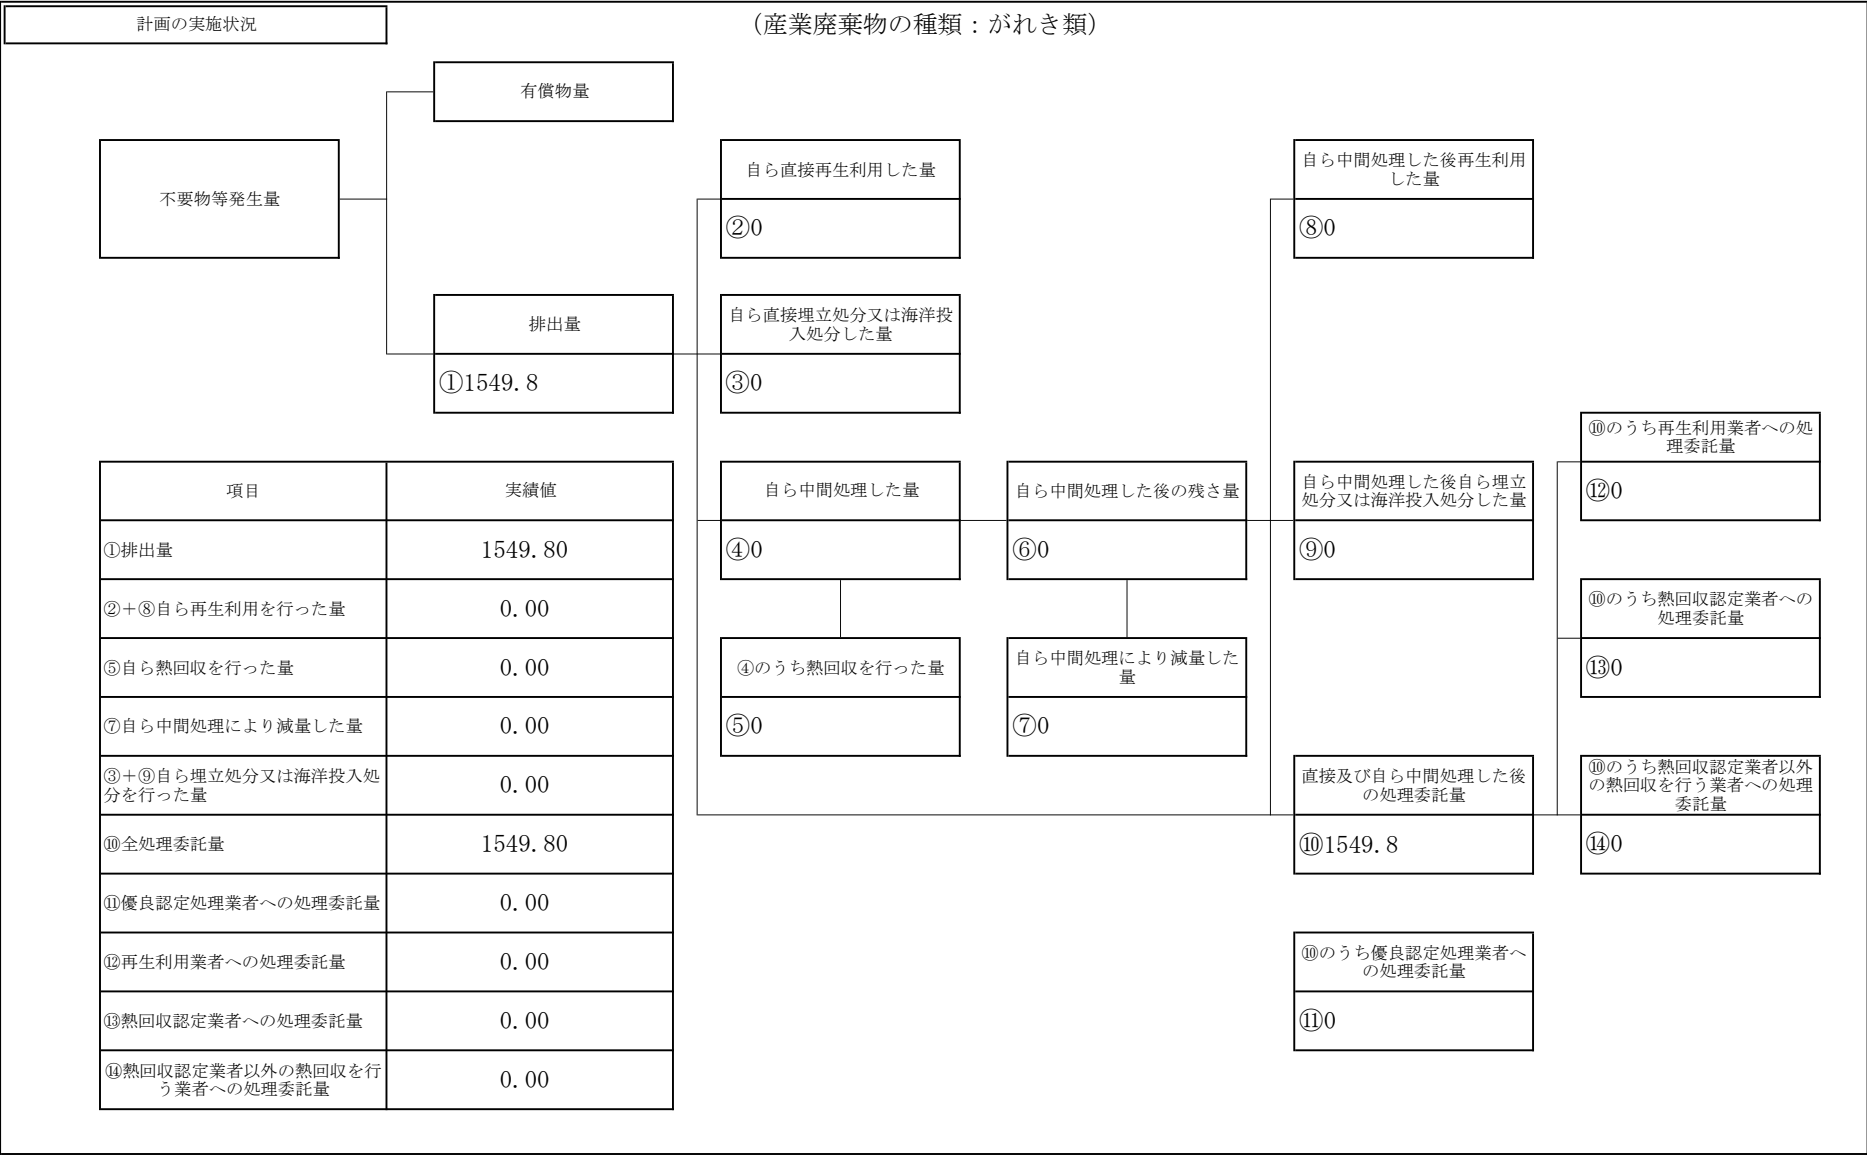 計画の実施状況
（産業廃棄物の種類：がれき類）
有償物量
不要物等発生量
自ら直接再生利用した量
②0
自ら中間処理した後再生利用
した量
⑧0
排出量
①1549.8
自ら直接埋立処分又は海洋投
入処分した量
③0
⑩のうち再生利用業者への処
理委託量
⑫0
自ら中間処理した量
④0
自ら中間処理した後の残さ量
⑥0
自ら中間処理した後自ら埋立
処分又は海洋投入処分した量
⑨0
⑩のうち熱回収認定業者への
処理委託量
⑬0
④のうち熱回収を行った量
⑤0
自ら中間処理により減量した
量
⑦0
直接及び自ら中間処理した後
の処理委託量
⑩1549.8
⑩のうち熱回収認定業者以外
の熱回収を行う業者への処理
委託量
⑭0
⑩のうち優良認定処理業者へ
の処理委託量
⑪0
項目 実績値
①排出量 1549.80
②＋⑧自ら再生利用を行った量 0.00
⑤自ら熱回収を行った量 0.00
⑦自ら中間処理により減量した量 0.00
③＋⑨自ら埋立処分又は海洋投入処
分を行った量 0.00
⑩全処理委託量 1549.80
⑪優良認定処理業者への処理委託量 0.00
⑫再生利用業者への処理委託量 0.00
⑬熱回収認定業者への処理委託量 0.00
⑭熱回収認定業者以外の熱回収を行
う業者への処理委託量 0.00